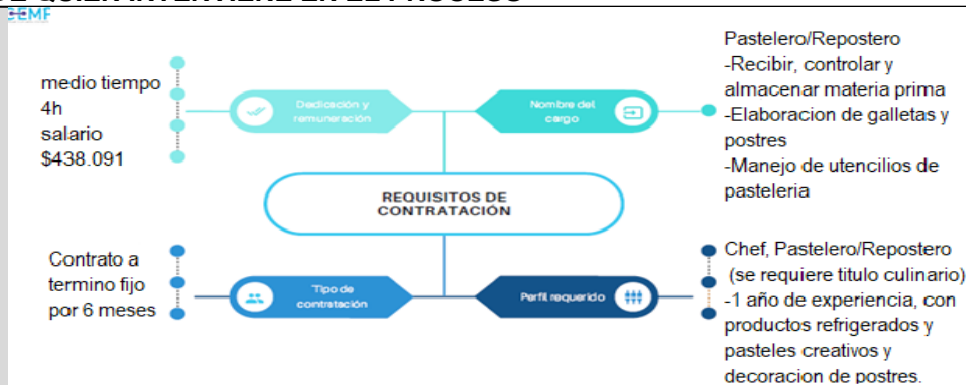 medio tiempo
4h
salario
$438.091
Dedicación y
remuneración
Nombre del
cargo
Pastelero/Repostero
-Recibir, controlar y
almacenar materia prima
-Elaboracion de galletas y
postres
-Manejo de utencilios de
pasteleria
REQUISITOS DE
CONTRATACIÓN
Contrato a
termino fijo
por 6 meses
Tipo de
contratación
Perfil requerido
Chef, Pastelero/Repostero
(se requiere titulo culinario)
-1 año de experiencia, con
productos refrigerados y
pasteles creativos y
decoracion de postres.